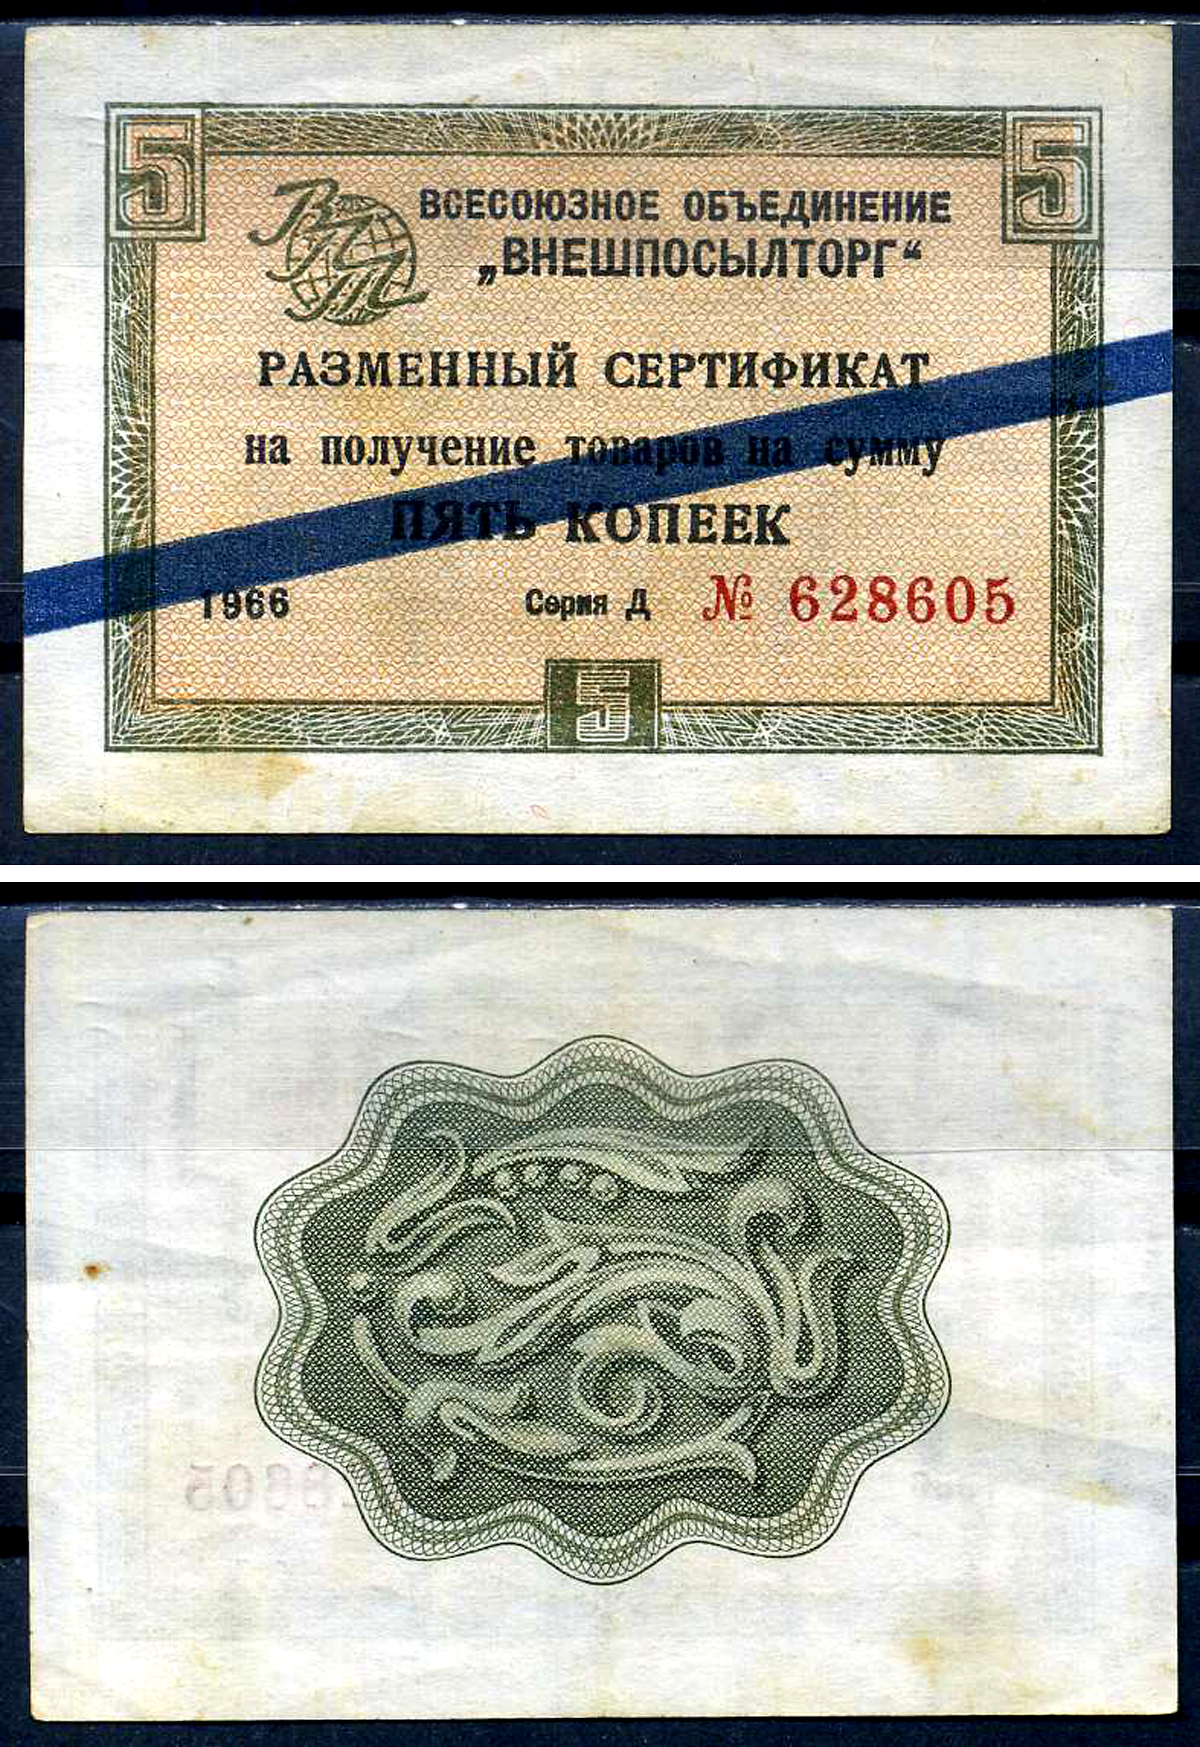 5 5
ВПТ
ВСЕСОЮЗНОЕ ОБЪЕДИНЕНИЕ
„ВНЕШПОСЫЛТОРГ“
РАЗМЕННЫЙ СЕРТИФИКАТ
на получение товаров на сумму
ПЯТЬ КОПЕЕК
1966 Серия Д № 628605
5